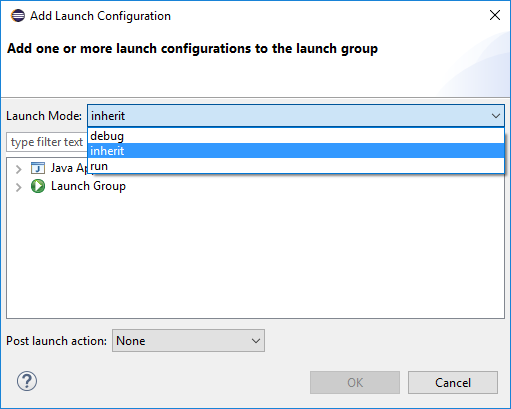 Add Launch Configuration
Add one or more launch configurations to the launch group
Launch Mode: inherit
debug
type filter text
inherit
run
Java Ap
Launch Group
Post launch action: None
OK Cancel